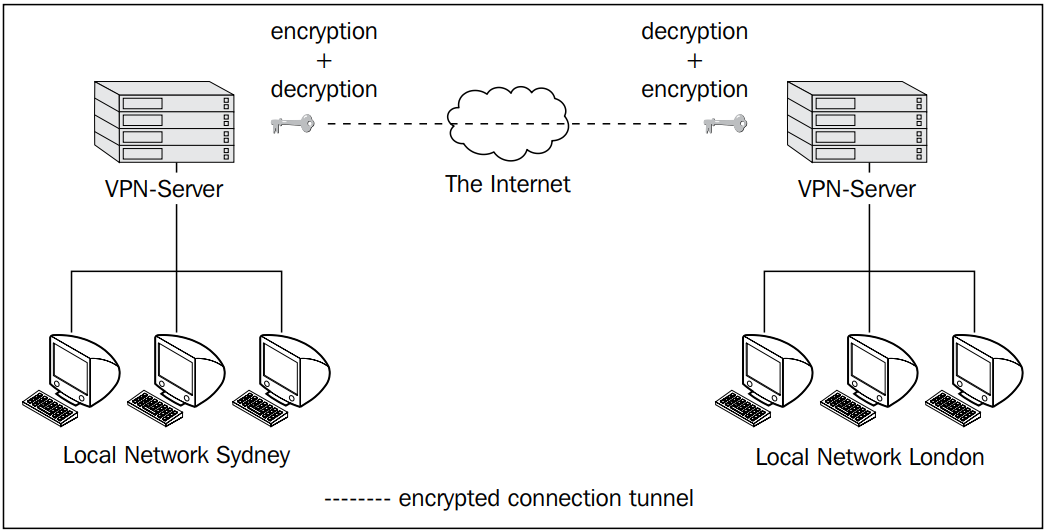 encryption
+
decryption
decryption
+
encryption
VPN-Server
The Internet
VPN-Server
Local Network Sydney
Local Network London
-------- encrypted connection tunnel